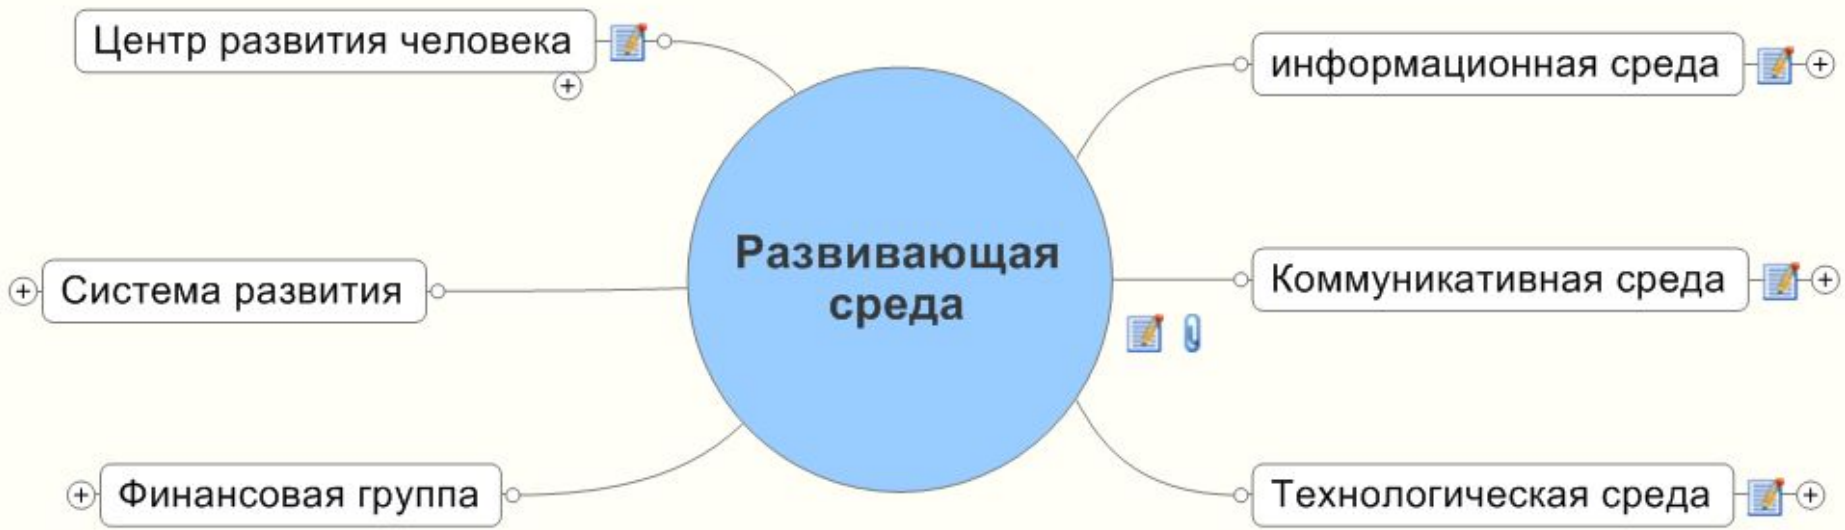 Центр развития человека
информационная среда
Развивающая
среда
Система развития
Коммуникативная среда
Финансовая группа
Технологическая среда